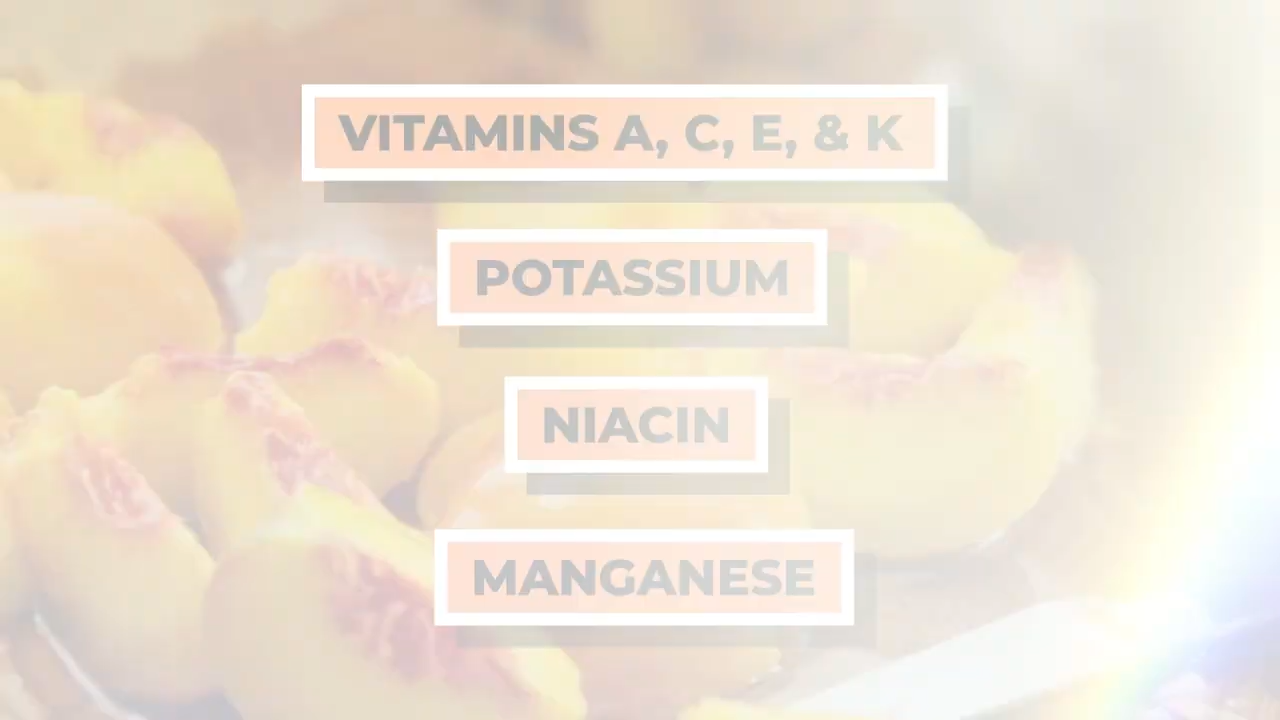 VITAMINS A, C, E, & K
POTASSIUM
NIACIN
MANGANESE